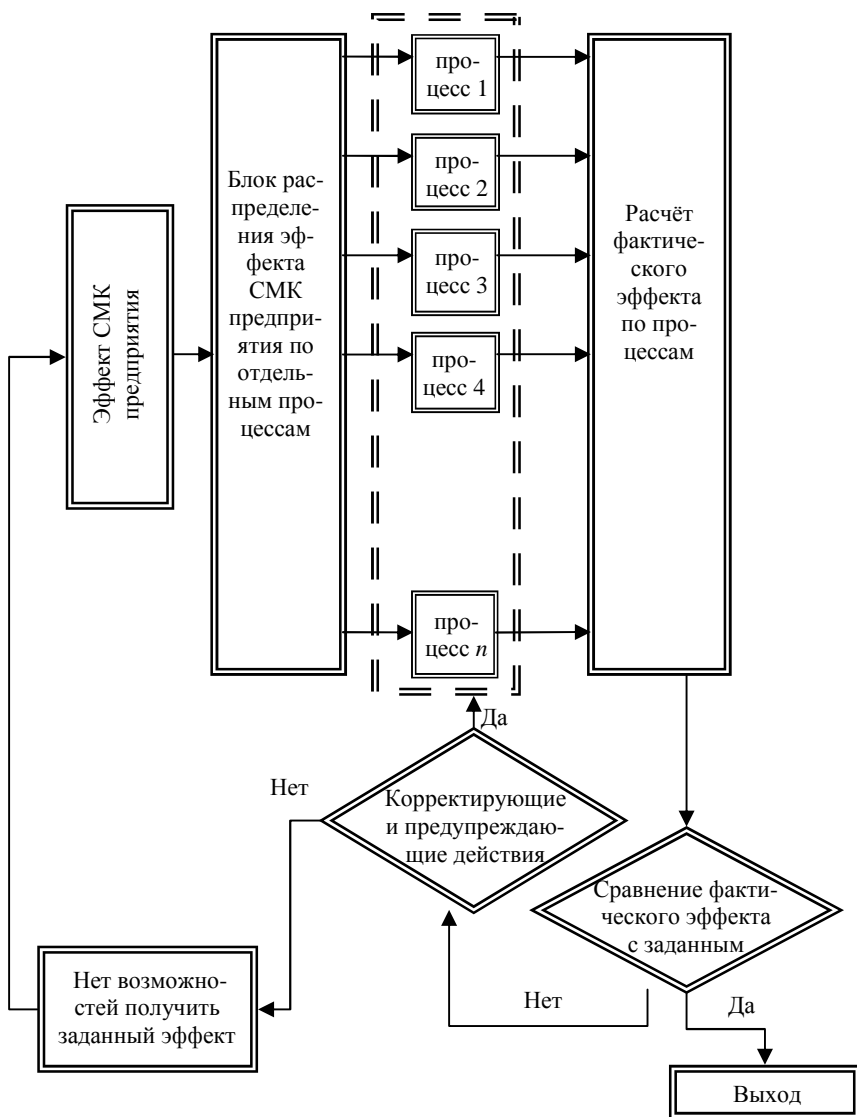 Эффект СМК
предприятия
Блок рас-
пределе-
ния эф-
фекта
СМК
предпри-
ятия по
отдель-
ным про-
цессам
про-
цесс 1
про-
цесс 2
про-
цесс 3
про-
цесс 4
про-
цесс n
Расчёт
фактиче-
ского
эффекта
по про-
цессам
Да
Нет
Корректирующие
и предупреждаю-
щие действия
Сравнение факти-
ческого эффекта
с заданным
Нет возможно-
стей получить
заданный эффект
Нет
Да
Выход